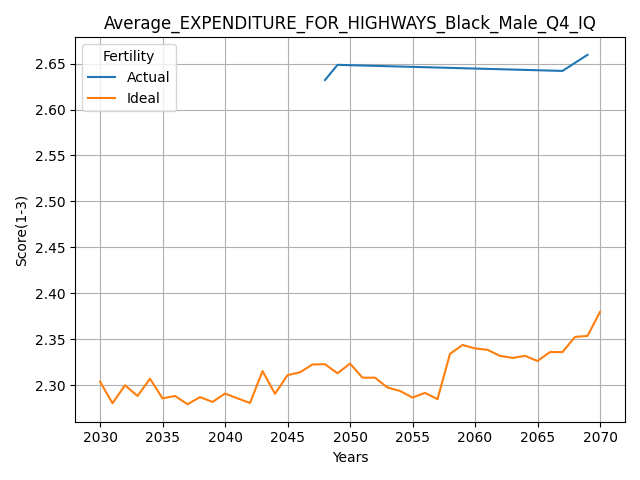 Average_EXPENDITURE_FOR_HIGHWAYS_Black_Male_Q4_IQ
Fertility
Actual
Ideal
Score(1-3)
2.65
2.60
2.55
2.50
2.45
2.40
2.35
2.30
2030 2035 2040 2045 2050 2055 2060 2065 2070
Years